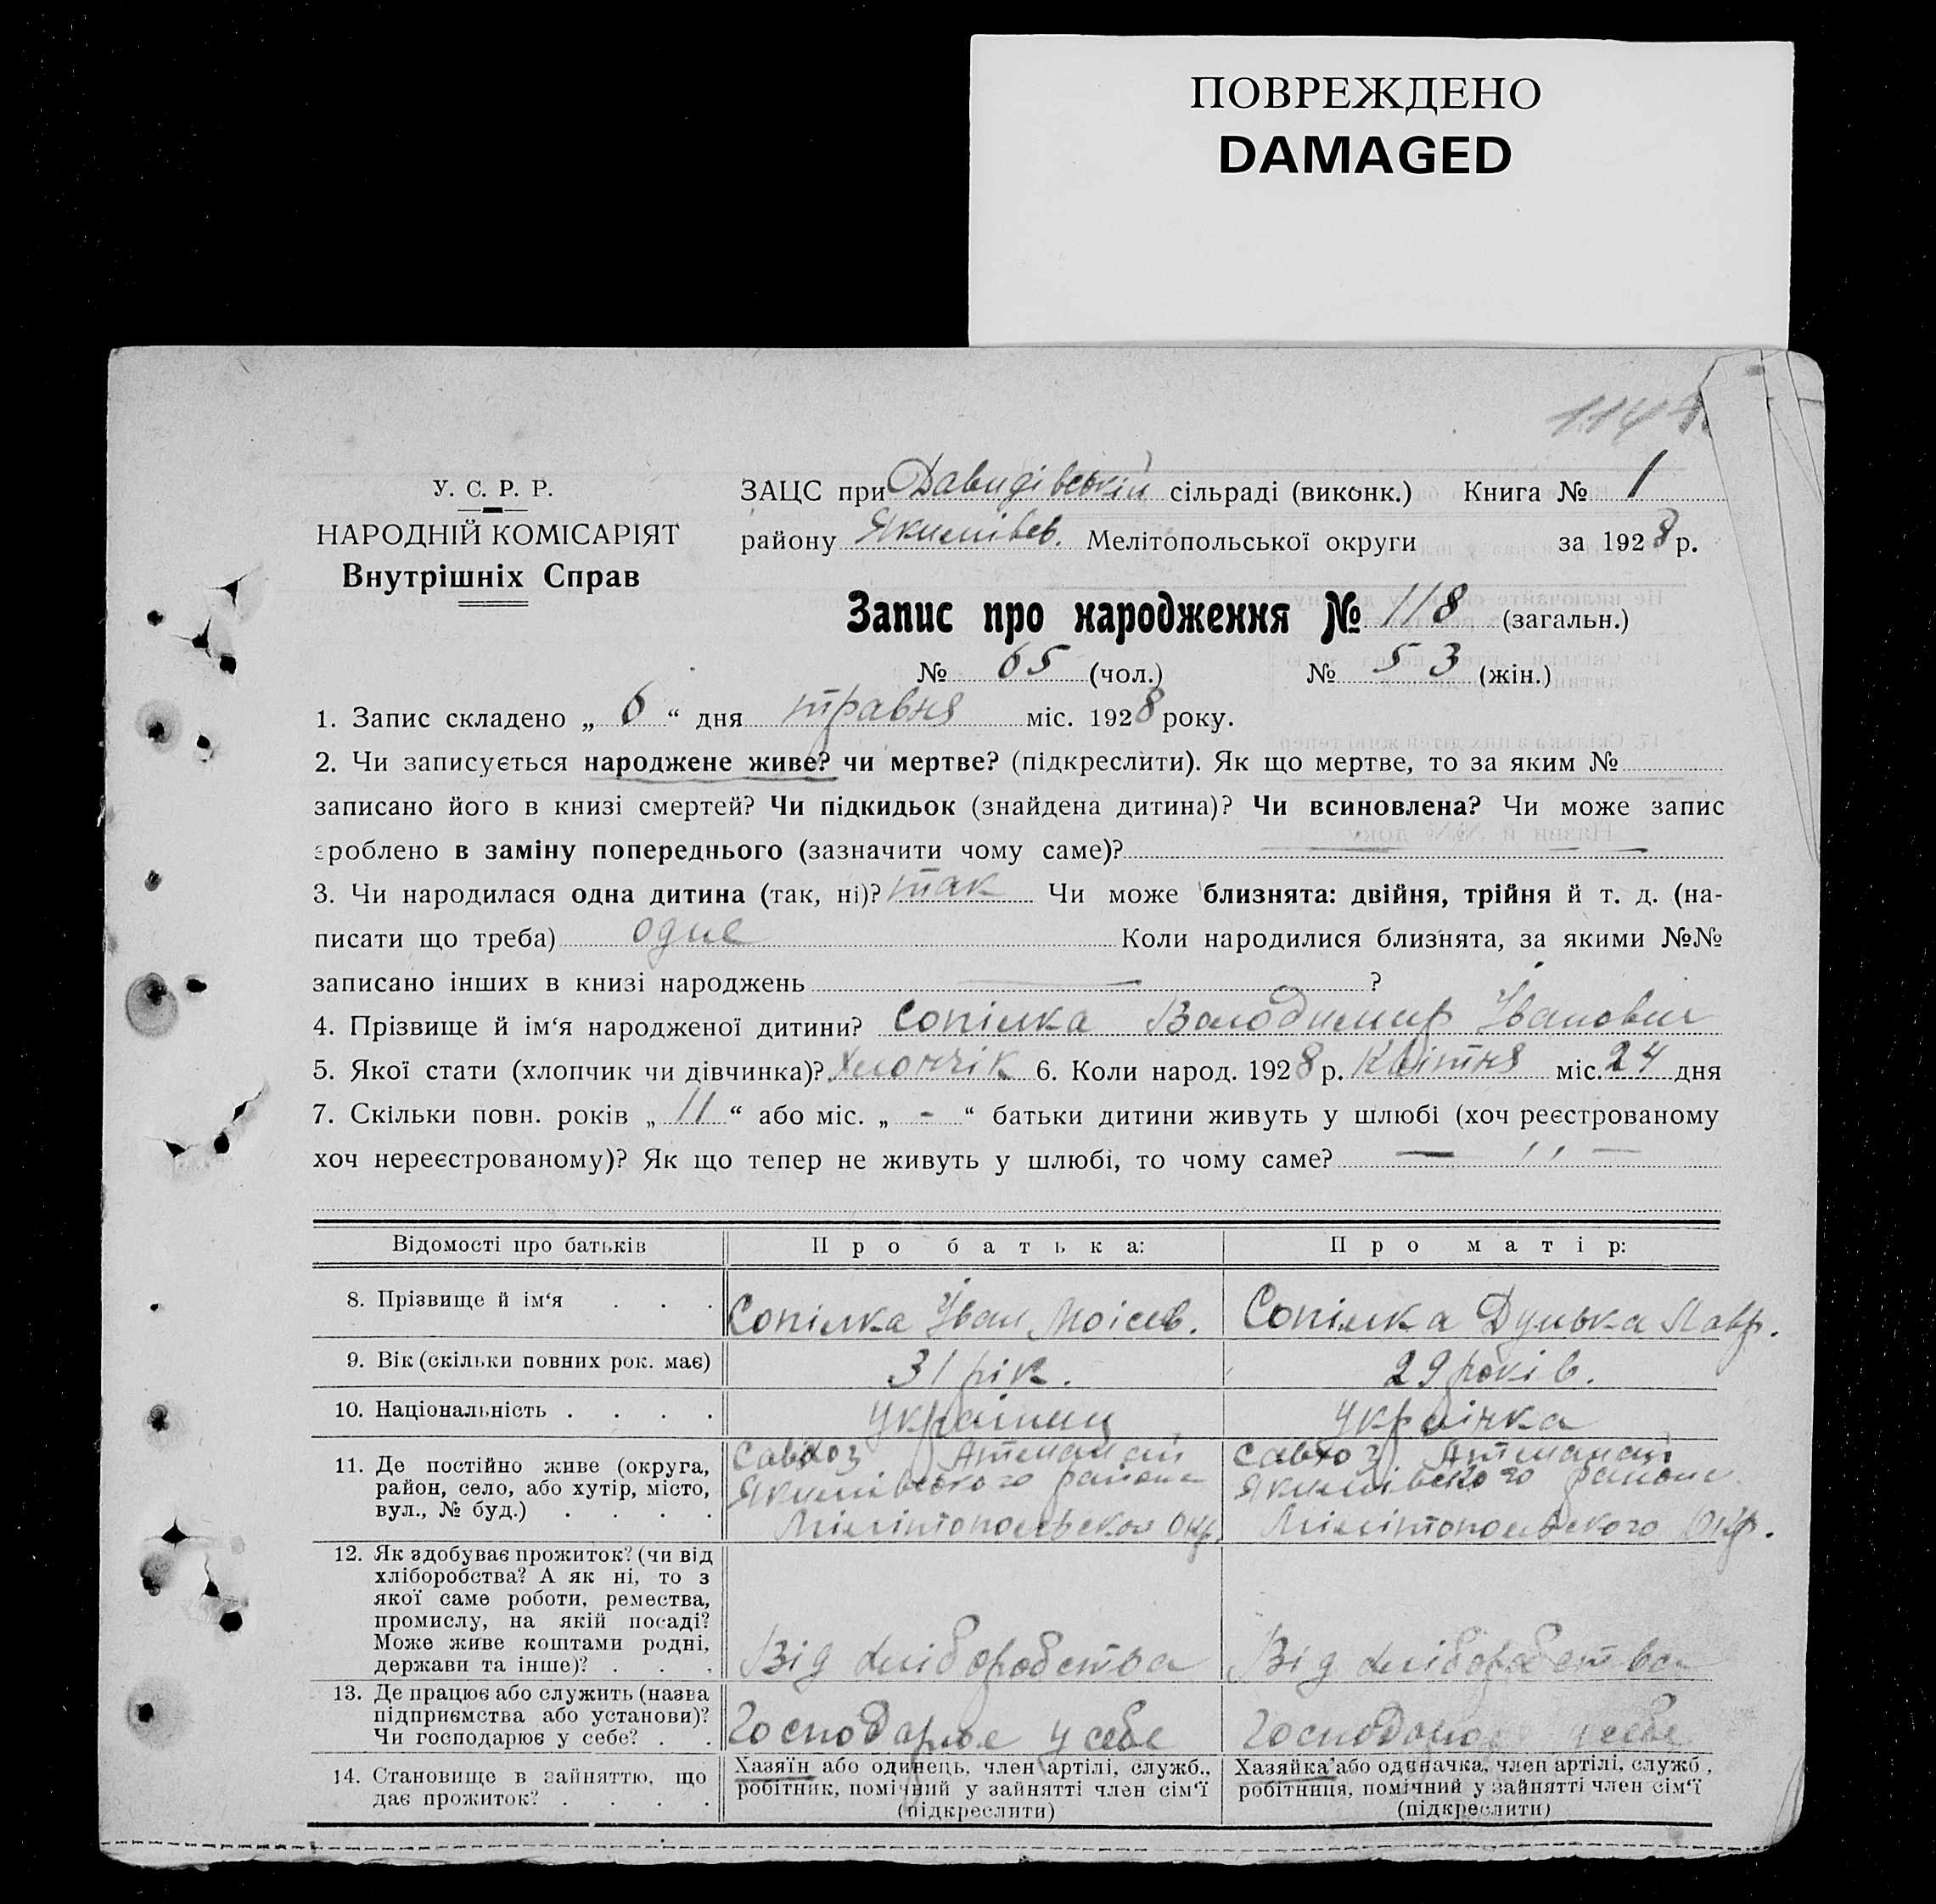 ПОВРЕЖДЕНО
DAMAGED
У. С. Р. Р.
НАРОДНІЙ КОМІСАРІЯТ
Внутрішніх Справ
ЗАЦС при Давидівській сільраді (виконк.) Книга № 1
району Якимівсв. Мелітопольської округи за 1928 р.
Запис про народження № 118 (загальн.)
№ 65 (чол.) № 53 (жін.)
1. Запис складено „ 6 “ дня травня міс. 1928 року.
2. Чи записується народжене живе? чи мертве? (підкреслити). Як що мертве, то за яким №
записано його в книзі смертей? Чи підкидьок (знайдена дитина)? Чи всиновлена? Чи може запис
зроблено в заміну попереднього (зазначити чому саме)?
3. Чи народилася одна дитина (так, ні)? так Чи може близнята: двійня, трійня й т. д. (на-
писати що треба) одне Коли народилися близнята, за якими №№
записано інших в книзі народжень — ?
4. Прізвище й ім‘я народженої дитини? Сопілка Володимир Іванович
5. Якої стати (хлопчик чи дівчинка)? Хлопчік 6. Коли народ. 1928 р. Квітня міс. 24 дня
7. Скільки повн. років „ 11 “ або міс. „ - “ батьки дитини живуть у шлюбі (хоч реєстрованому
хоч нереєстрованому)? Як що тепер не живуть у шлюбі, то чому саме? — ,, —
Відомості про батьків Про батька: Про матір:
8. Прізвище й ім‘я . . . Сопілка Іван Моісев. Сопілка Дунька Лавр.
9. Вік (скільки повних рок. має) 31 рік. 29 років.
10. Національність . . . . українец українка
11. Де постійно живе (округа,
район, село, або хутір, місто,
вул., № буд.) . . . .
Савхоз Атманай
Якимівського района
Мілітопольськои Окр.
Савхоз Атманай
Якимівського района
Мілітопольського Окр.
12. Як здобуває прожиток? (чи від
хліборобства? А як ні, то з
якої саме роботи, ремества,
промислу, на якій посаді?
Може живе коштами родні,
держави та інше)? . . .
Від хліборобства
Від хліборобства
13. Де працює або служить (назва
підприємства або установи)?
Чи господарює у себе? . .
Господарює у себе
Господарює у себе
14. Становище в зайняттю, що
дає прожиток? . . . .
Хазяїн або одинець, член артілі, служб.,
робітник, помічний у зайнятті член сім‘ї
(підкреслити)
Хазяйка або одиначка, член артілі, служб.,
робітниця, помічний у зайнятті член сім‘ї
(підкреслити)